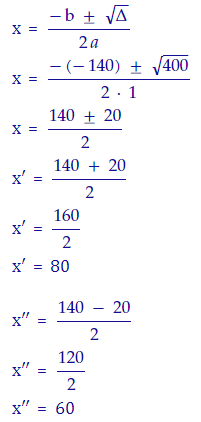 x = (−b ± √Δ) / 2a
x = (−(−140) ± √400) / (2 · 1)
x = (140 ± 20) / 2
x′ = (140 + 20) / 2
x′ = 160 / 2
x′ = 80
x″ = (140 − 20) / 2
x″ = 120 / 2
x″ = 60